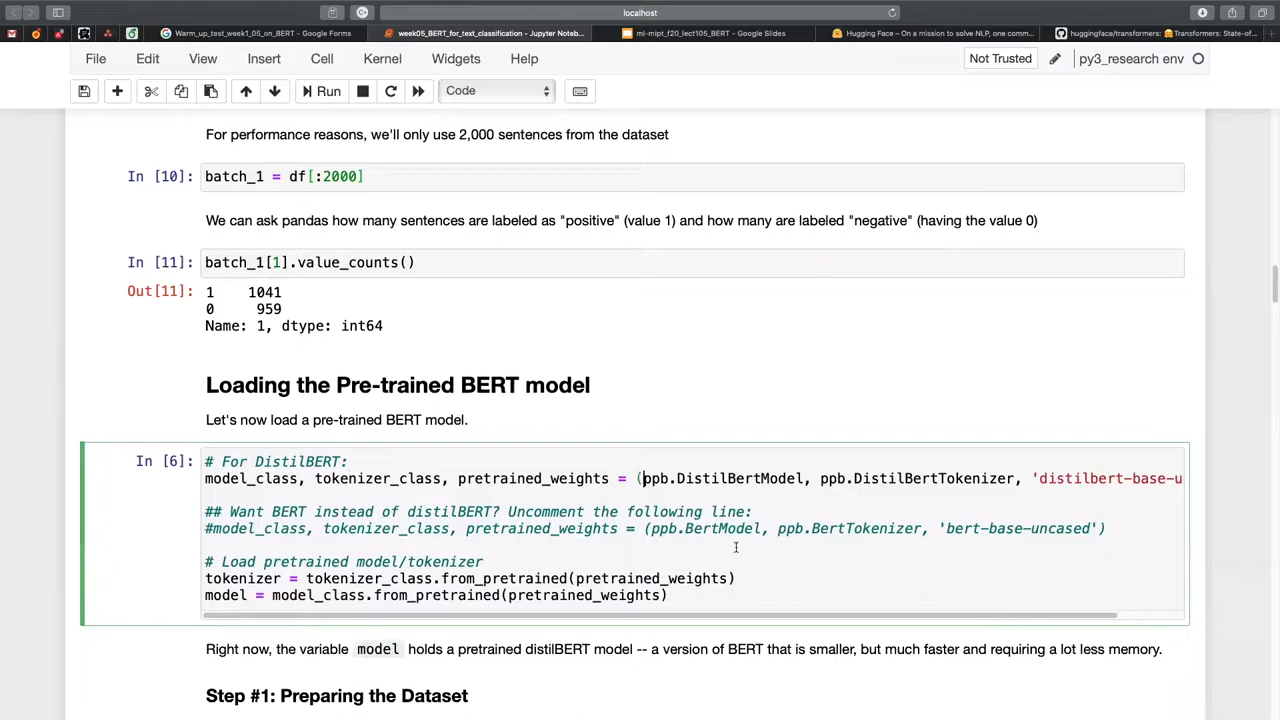 localhost
Warm_up_test_week1_05_on_BERT - Google Forms
week05_BERT_for_text_classification - Jupyter Noteb...
ml-mipt_f20_lect105_BERT - Google Slides
Hugging Face – On a mission to solve NLP, one comm...
huggingface/transformers: 🤗Transformers: State-of...
File Edit View Insert Cell Kernel Widgets Help Not Trusted py3_research env
Run Code
For performance reasons, we'll only use 2,000 sentences from the dataset
In [10]: batch_1 = df[:2000]
We can ask pandas how many sentences are labeled as "positive" (value 1) and how many are labeled "negative" (having the value 0)
In [11]: batch_1[1].value_counts()
Out[11]: 1 1041
0 959
Name: 1, dtype: int64
Loading the Pre-trained BERT model
Let's now load a pre-trained BERT model.
In [6]: # For DistilBERT:
model_class, tokenizer_class, pretrained_weights = (ppb.DistilBertModel, ppb.DistilBertTokenizer, 'distilbert-base-u
## Want BERT instead of distilBERT? Uncomment the following line:
#model_class, tokenizer_class, pretrained_weights = (ppb.BertModel, ppb.BertTokenizer, 'bert-base-uncased')
# Load pretrained model/tokenizer
tokenizer = tokenizer_class.from_pretrained(pretrained_weights)
model = model_class.from_pretrained(pretrained_weights)
Right now, the variable model holds a pretrained distilBERT model -- a version of BERT that is smaller, but much faster and requiring a lot less memory.
Step #1: Preparing the Dataset